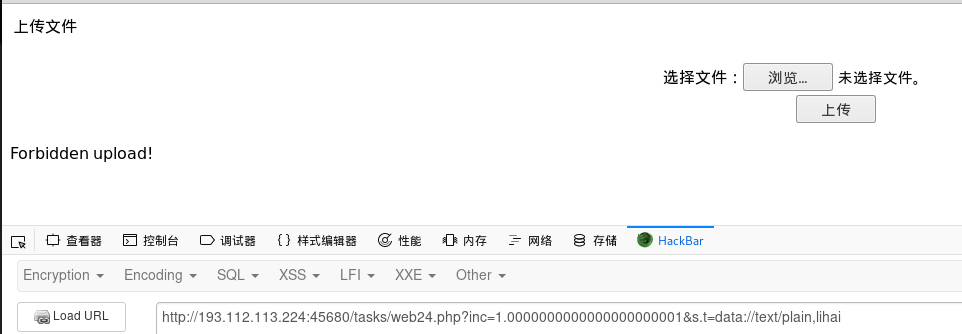 上传文件
选择文件：浏览... 未选择文件。
上传
Forbidden upload!
查看器 控制台 调试器 { } 样式编辑器 性能 内存 网络 存储 HackBar
Encryption Encoding SQL XSS LFI XXE Other
Load URL http://193.112.113.224:45680/tasks/web24.php?inc=1.0000000000000000000001&s.t=data://text/plain,lihai